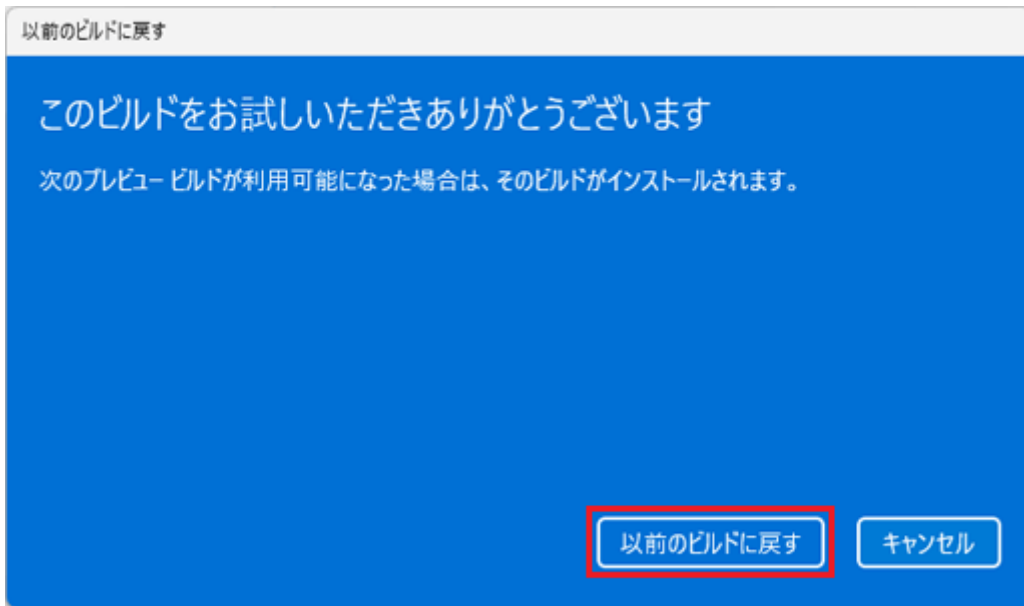 以前のビルドに戻す
このビルドをお試しいただきありがとうございます
次のプレビュー ビルドが利用可能になった場合は、そのビルドがインストールされます。
以前のビルドに戻す
キャンセル